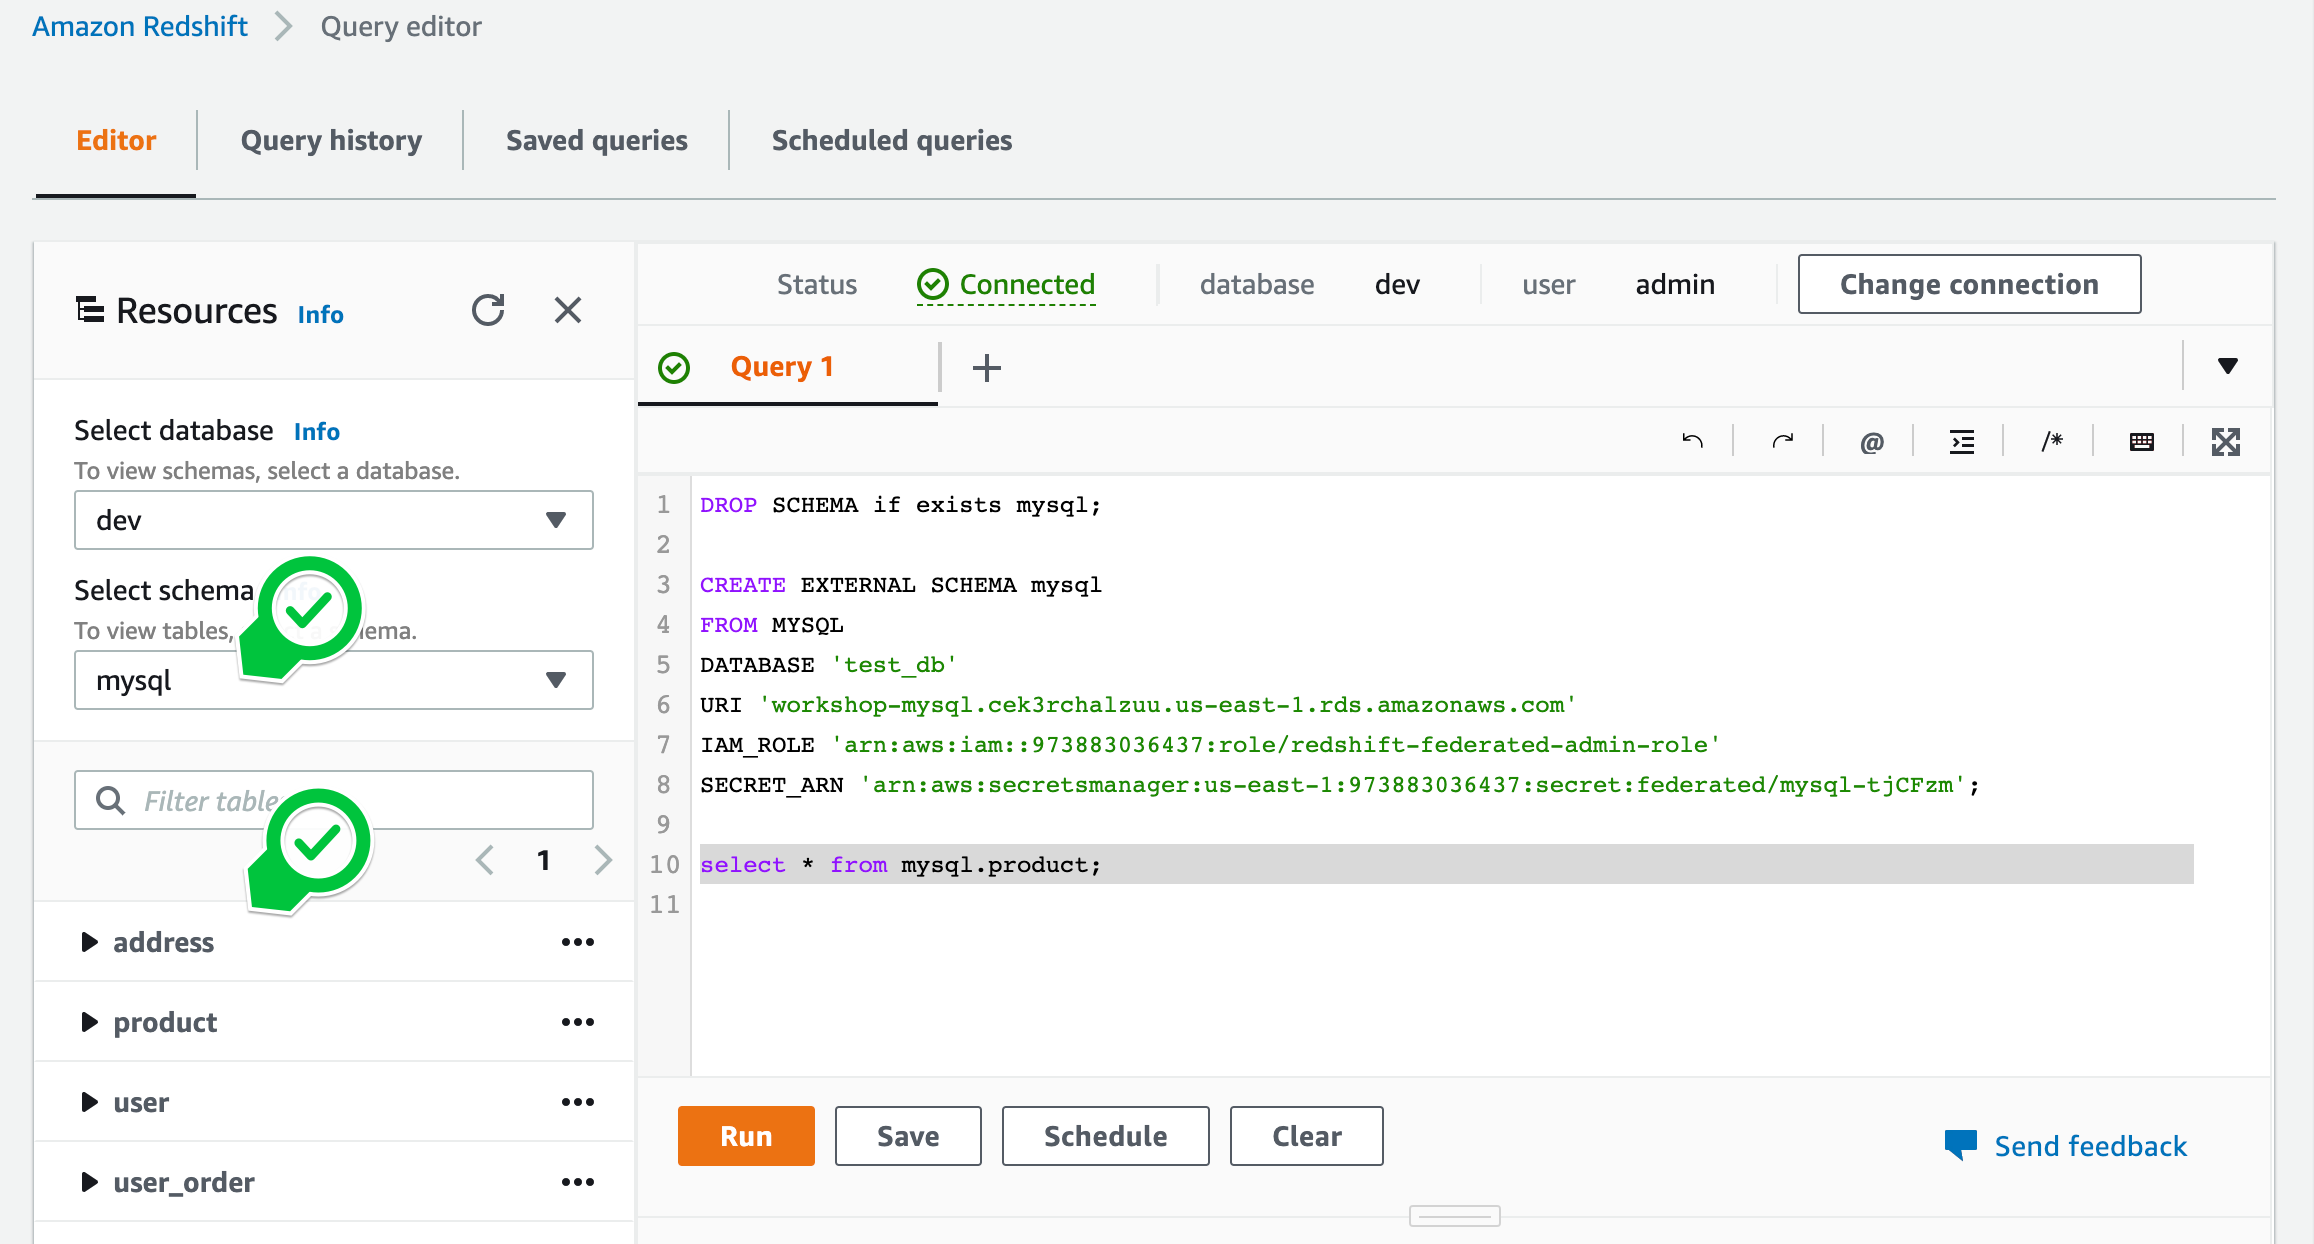 Amazon Redshift > Query editor
Editor
Query history
Saved queries
Scheduled queries
Resources Info
Select database Info
To view schemas, select a database.
dev
Select schema
To view tables, hema.
mysql
Filter table
1
address
product
user
user_order
Status Connected database dev user admin Change connection
Query 1
@ /*
1 DROP SCHEMA if exists mysql;
2
3 CREATE EXTERNAL SCHEMA mysql
4 FROM MYSQL
5 DATABASE 'test_db'
6 URI 'workshop-mysql.cek3rchalzuu.us-east-1.rds.amazonaws.com'
7 IAM_ROLE 'arn:aws:iam::973883036437:role/redshift-federated-admin-role'
8 SECRET_ARN 'arn:aws:secretsmanager:us-east-1:973883036437:secret:federated/mysql-tjCFzm';
9
10 select * from mysql.product;
11
Run Save Schedule Clear
Send feedback